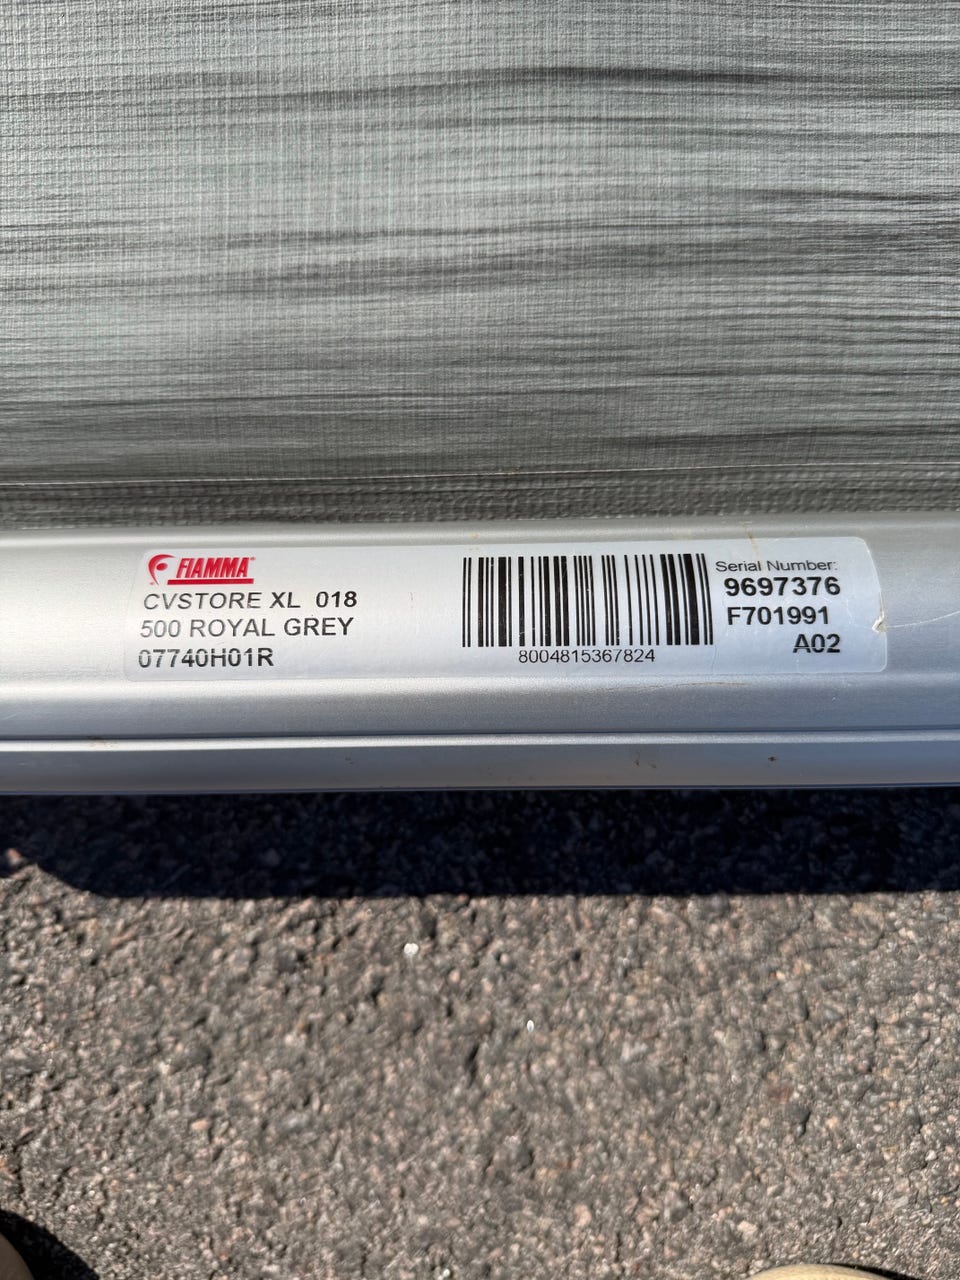 FIAMMA
CVSTORE XL 018
500 ROYAL GREY
07740H01R
8004815367824
Serial Number:
9697376
F701991
A02